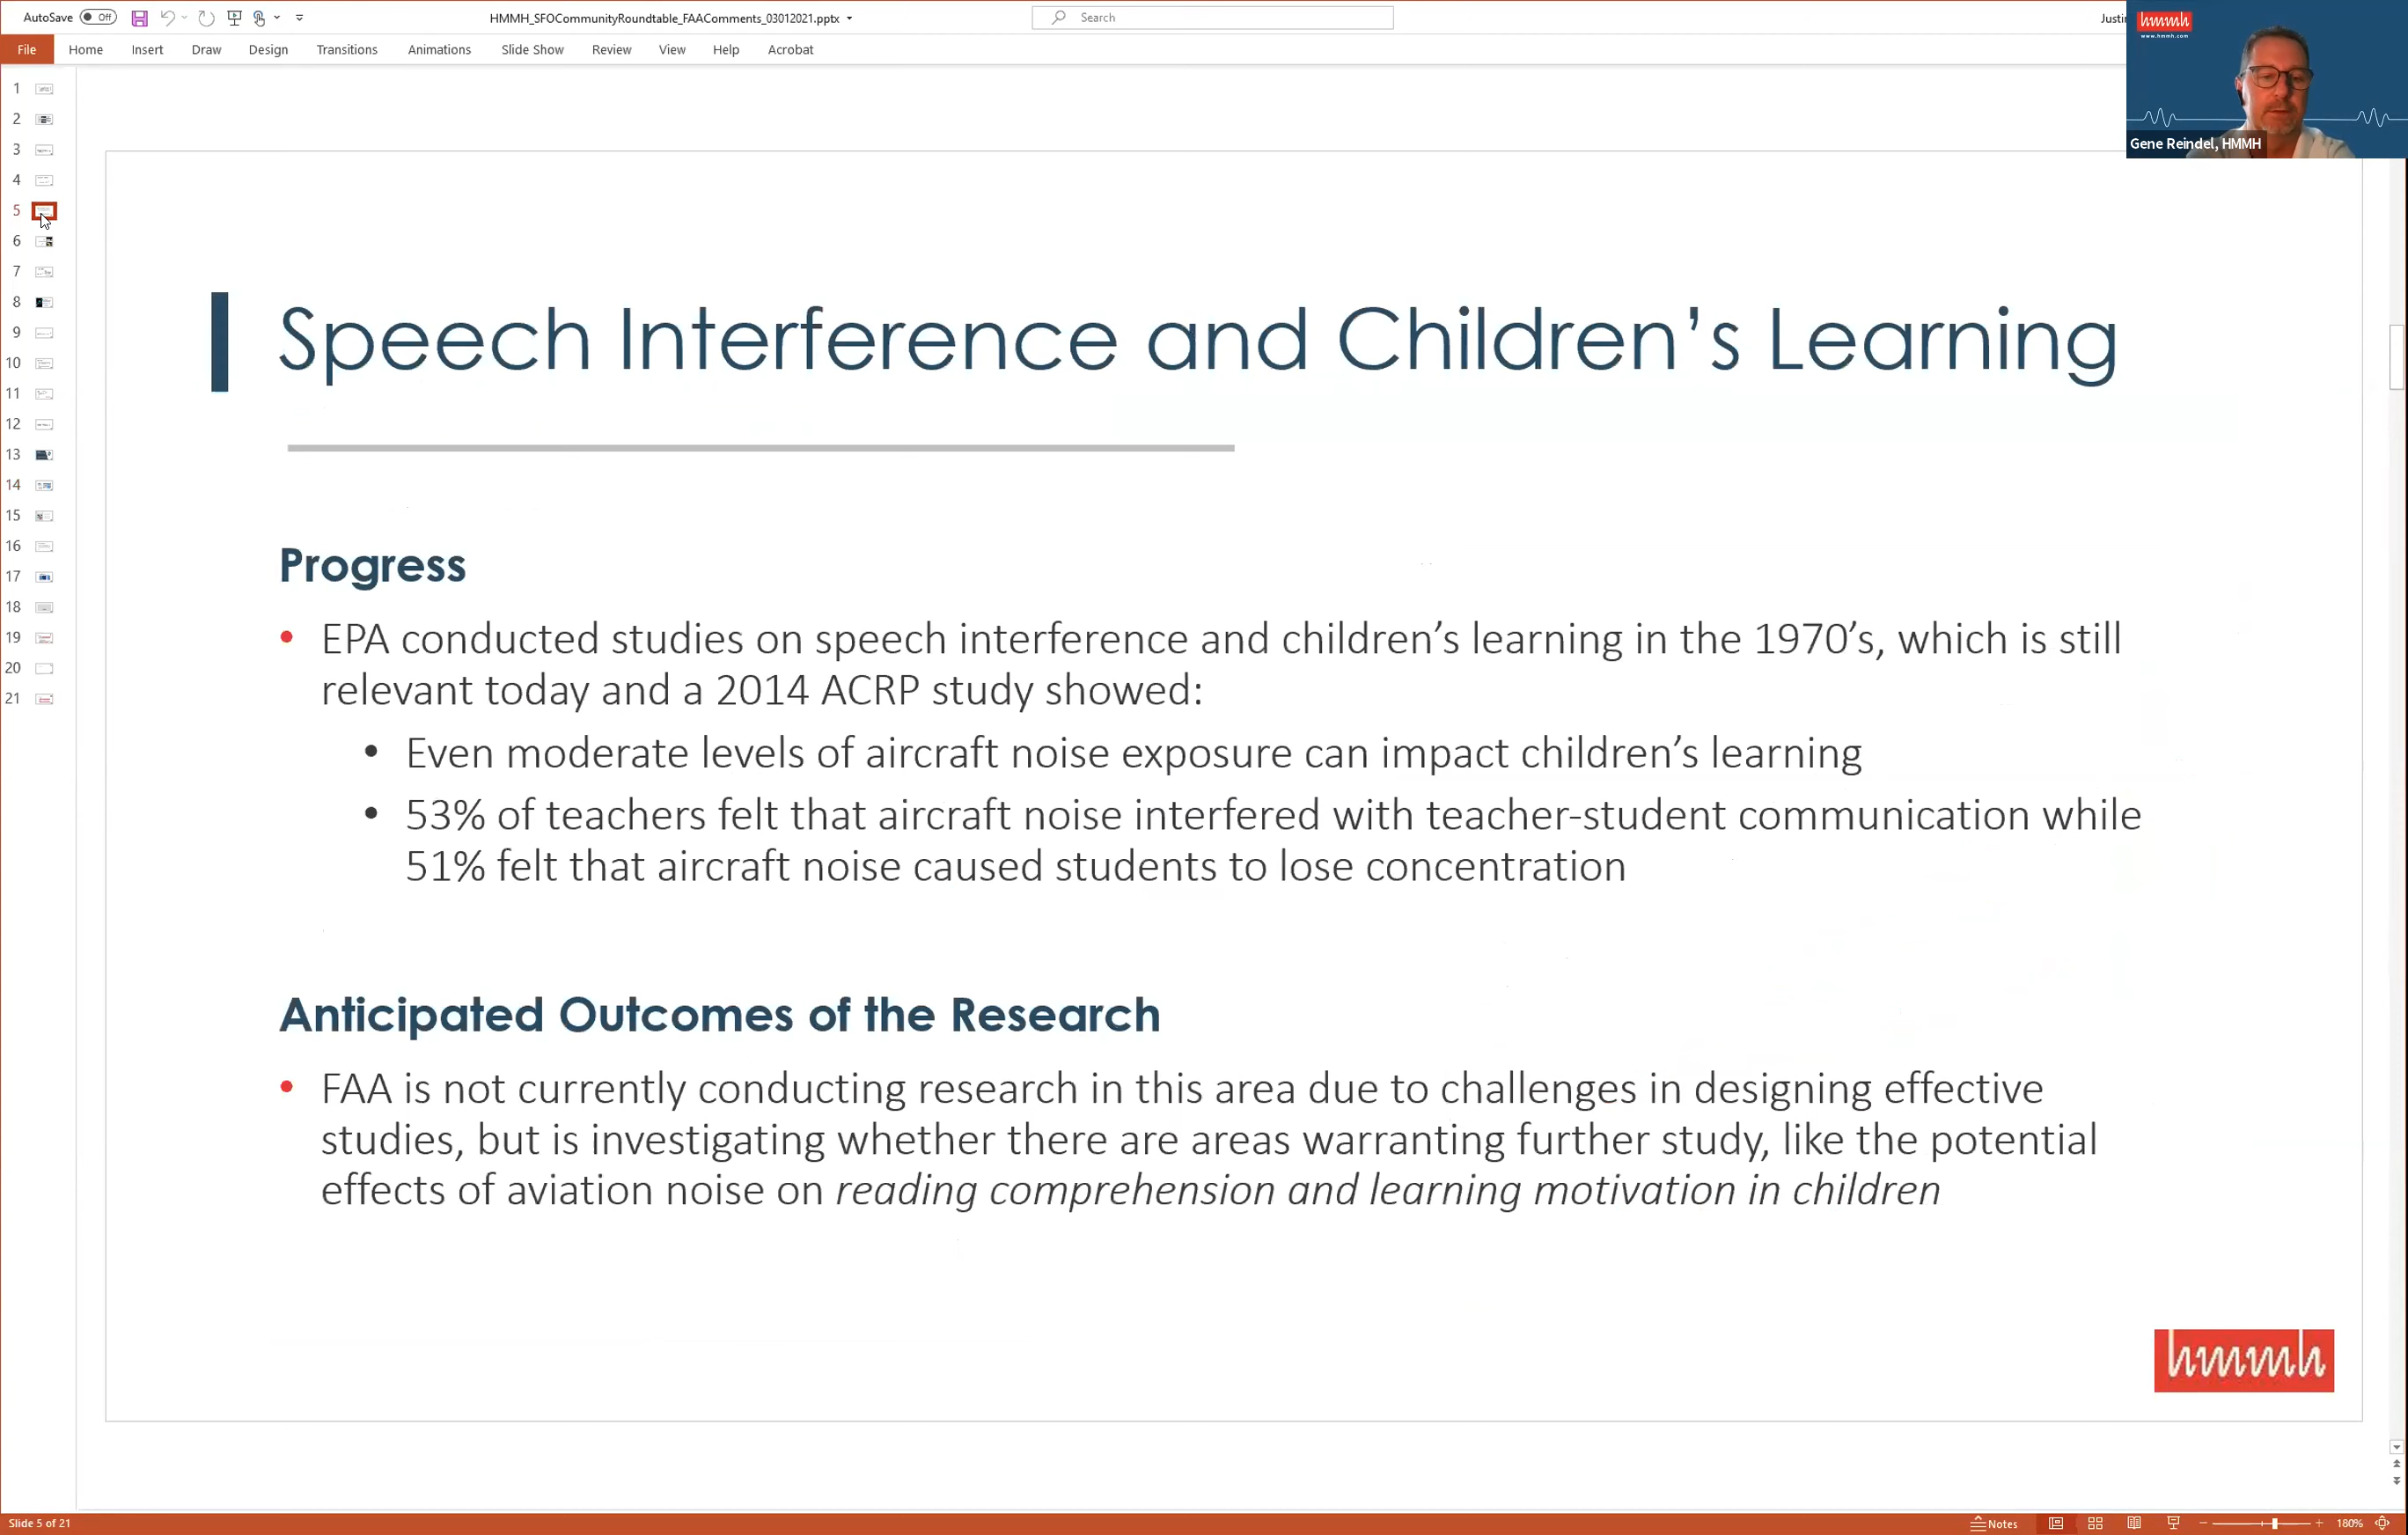 AutoSave Off
HMMH_SFOCommunityRoundtable_FAAComments_03012021.pptx
Search
Justi
File Home Insert Draw Design Transitions Animations Slide Show Review View Help Acrobat
hmmh
www.hmmh.com
Gene Reindel, HMMH
1
2
3
4
5
6
7
8
9
10
11
12
13
14
15
16
17
18
19
20
21
Speech Interference and Children’s Learning
Progress
• EPA conducted studies on speech interference and children’s learning in the 1970’s, which is still
relevant today and a 2014 ACRP study showed:
• Even moderate levels of aircraft noise exposure can impact children’s learning
• 53% of teachers felt that aircraft noise interfered with teacher-student communication while
51% felt that aircraft noise caused students to lose concentration
Anticipated Outcomes of the Research
• FAA is not currently conducting research in this area due to challenges in designing effective
studies, but is investigating whether there are areas warranting further study, like the potential
effects of aviation noise on reading comprehension and learning motivation in children
hmmh
Slide 5 of 21
Notes
180%